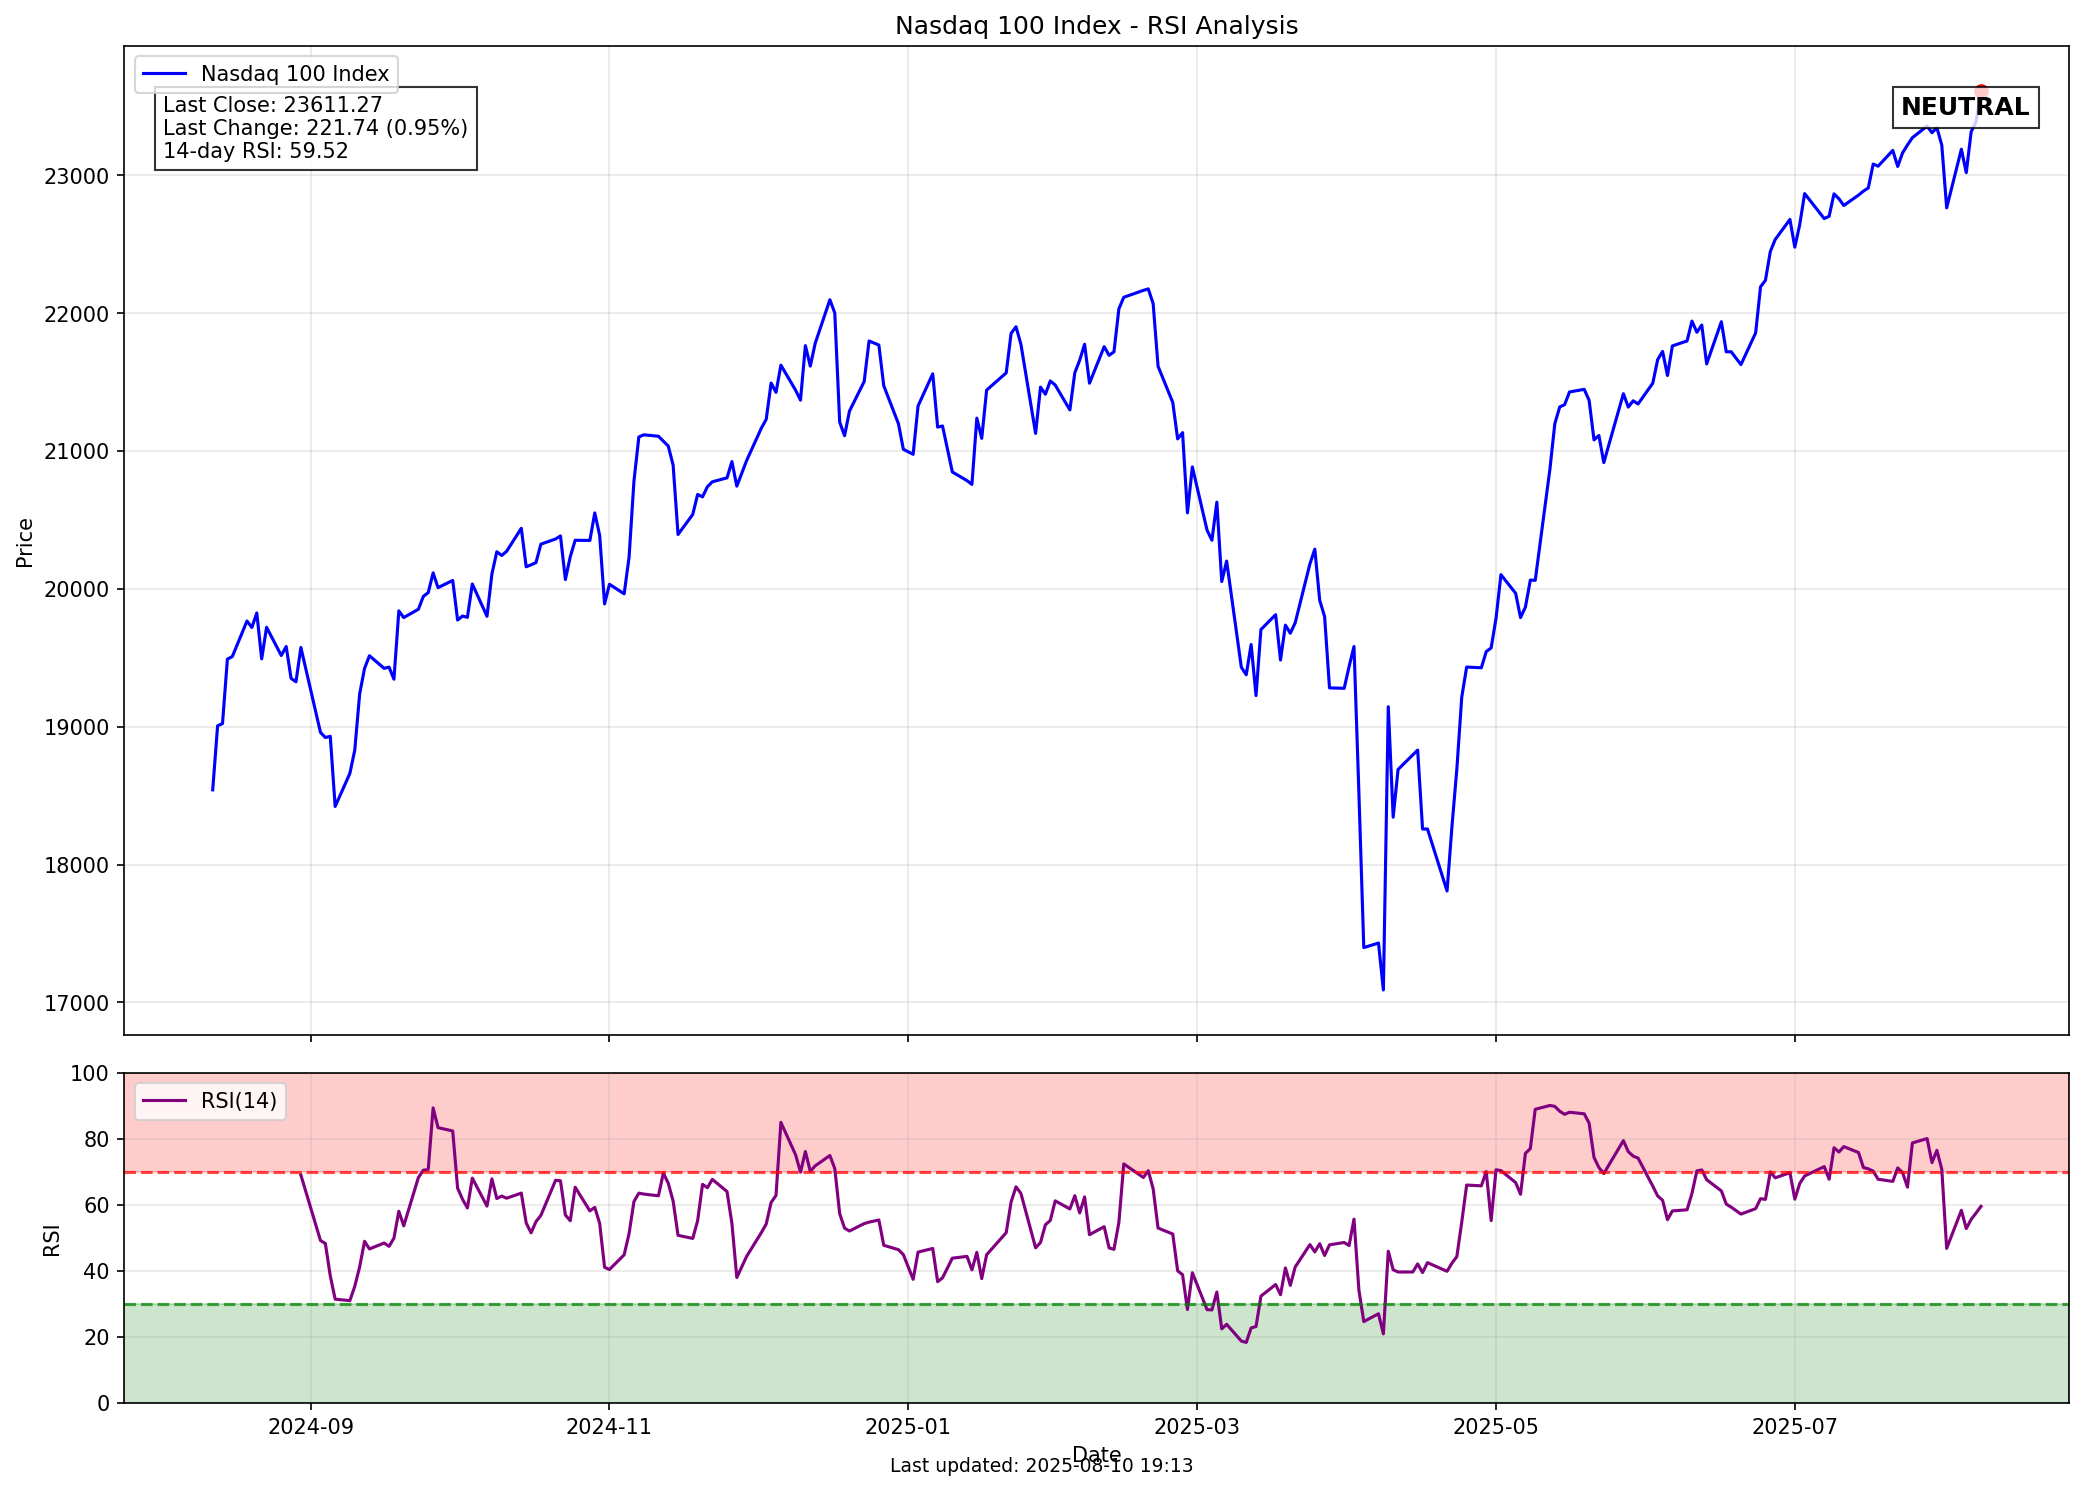 Nasdaq 100 Index - RSI Analysis
Nasdaq 100 Index
Last Close: 23611.27
Last Change: 221.74 (0.95%)
14-day RSI: 59.52
NEUTRAL
23000
22000
21000
20000
19000
18000
17000
Price
100
80
60
40
20
0
RSI
RSI(14)
2024-09
2024-11
2025-01
2025-03
2025-05
2025-07
Date
Last updated: 2025-08-10 19:13